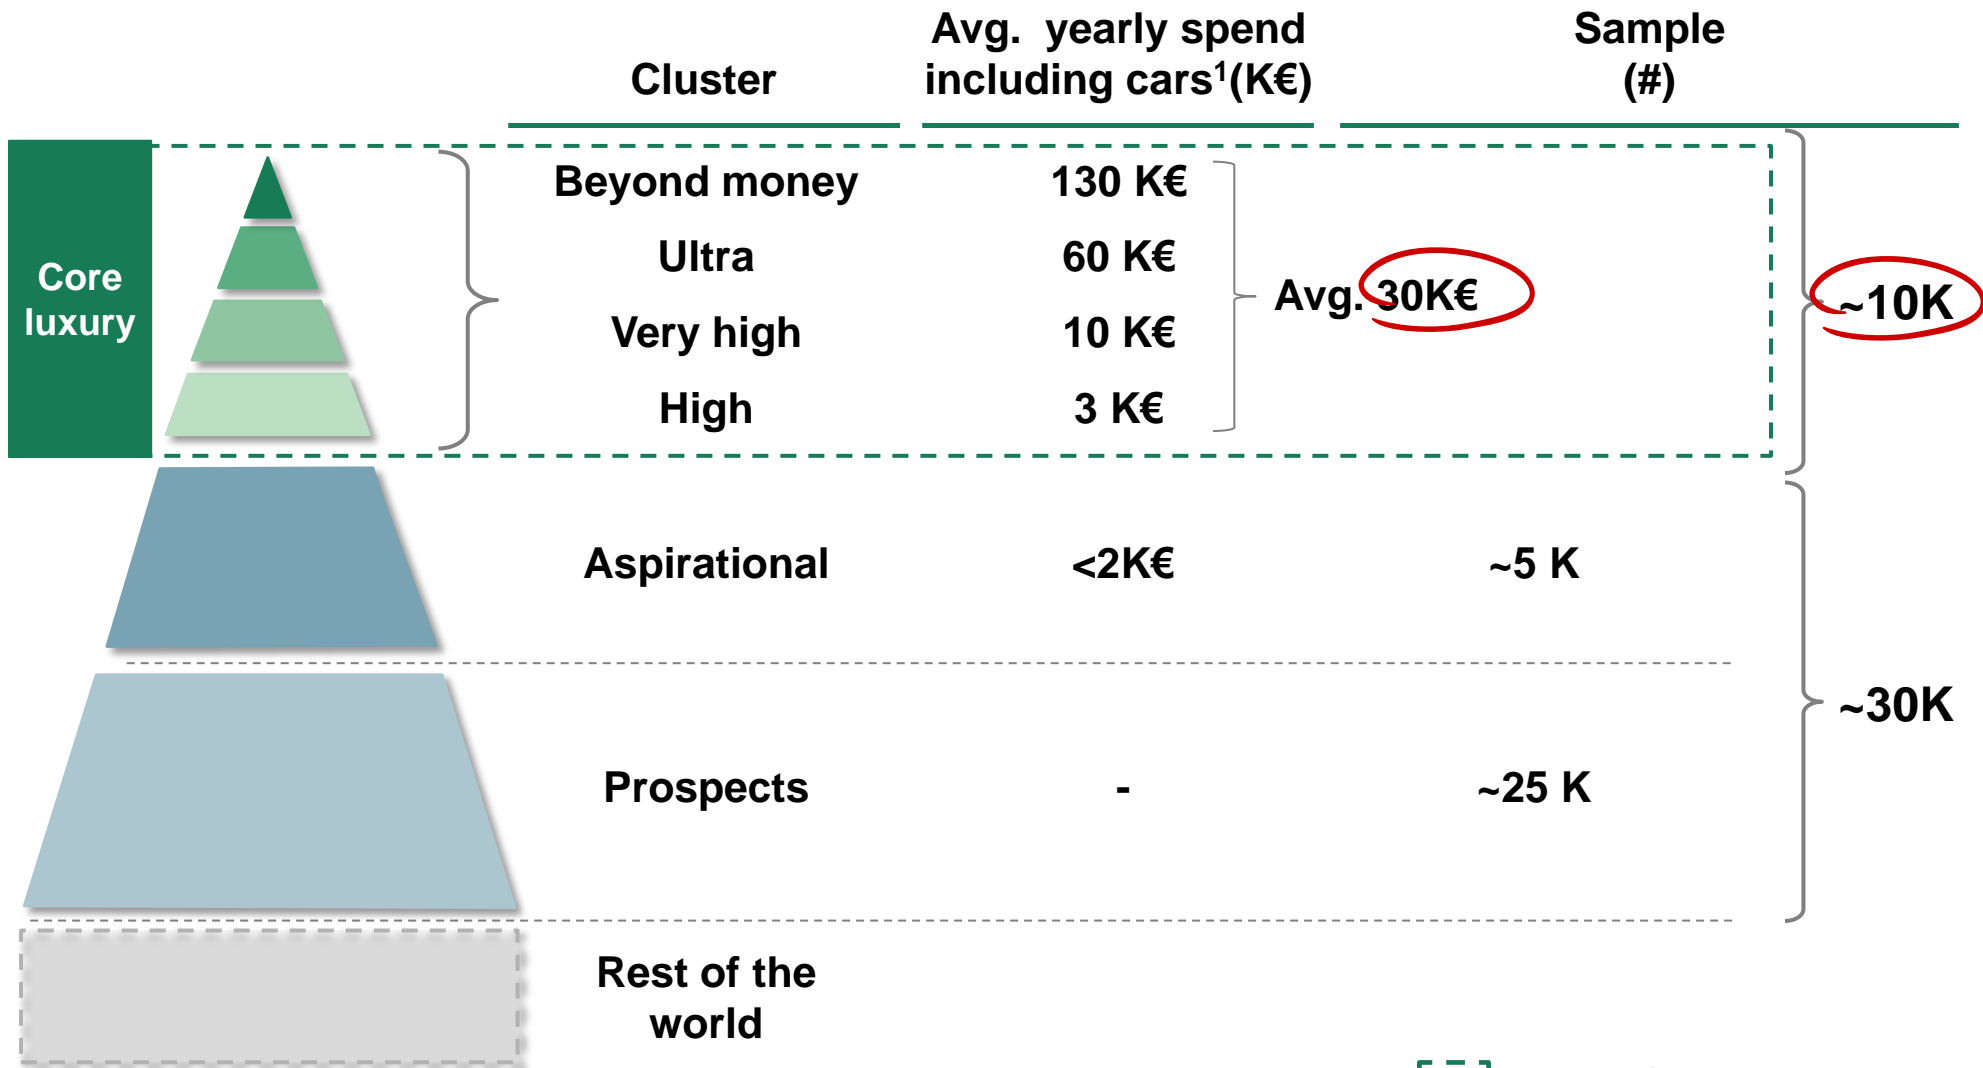 Cluster
Avg. yearly spend
including cars¹(K€)
Sample
(#)
Core
luxury
Beyond money
130 K€
Ultra
60 K€
Very high
10 K€
High
3 K€
Avg. 30K€
~10K
Aspirational
<2K€
~5 K
Prospects
-
~25 K
~30K
Rest of the
world